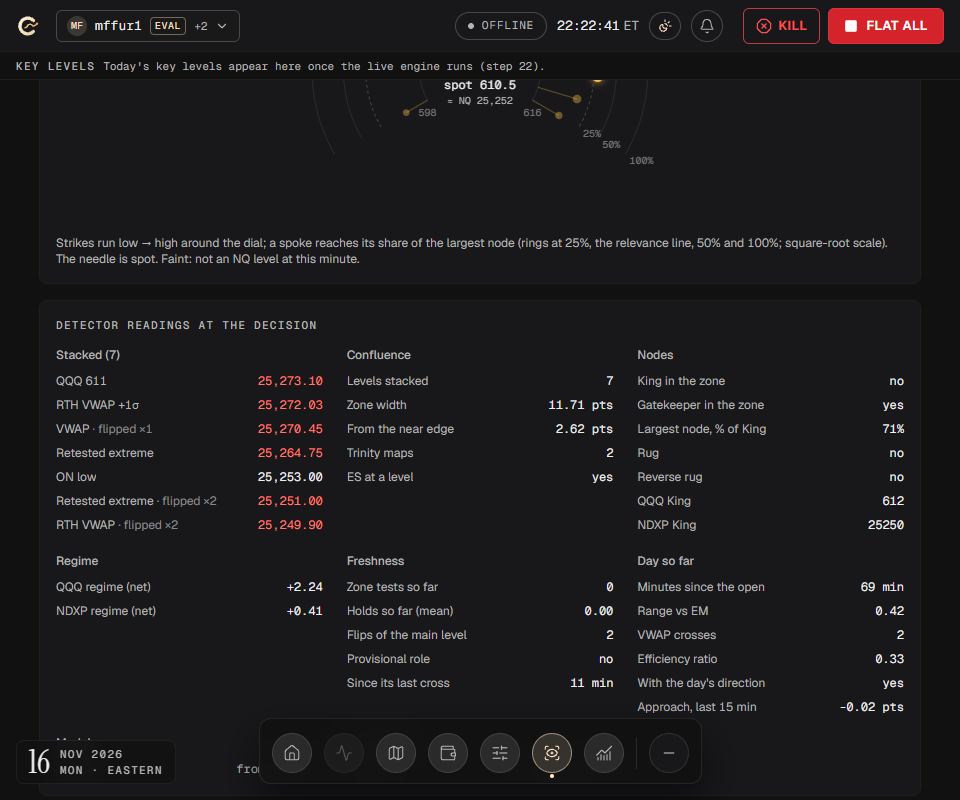 MF mffur1 EVAL +2
OFFLINE
22:22:41 ET
KILL
FLAT ALL
KEY LEVELS Today's key levels appear here once the live engine runs (step 22).
spot 610.5
≈ NQ 25,252
598
616
25%
50%
100%
Strikes run low → high around the dial; a spoke reaches its share of the largest node (rings at 25%, the relevance line, 50% and 100%; square-root scale).
The needle is spot. Faint: not an NQ level at this minute.
DETECTOR READINGS AT THE DECISION
Stacked (7)
QQQ 611 25,273.10
RTH VWAP +1σ 25,272.03
VWAP · flipped ×1 25,270.45
Retested extreme 25,264.75
ON low 25,253.00
Retested extreme · flipped ×2 25,251.00
RTH VWAP · flipped ×2 25,249.90
Confluence
Levels stacked 7
Zone width 11.71 pts
From the near edge 2.62 pts
Trinity maps 2
ES at a level yes
Nodes
King in the zone no
Gatekeeper in the zone yes
Largest node, % of King 71%
Rug no
Reverse rug no
QQQ King 612
NDXP King 25250
Regime
QQQ regime (net) +2.24
NDXP regime (net) +0.41
Freshness
Zone tests so far 0
Holds so far (mean) 0.00
Flips of the main level 2
Provisional role no
Since its last cross 11 min
Day so far
Minutes since the open 69 min
Range vs EM 0.42
VWAP crosses 2
Efficiency ratio 0.33
With the day's direction yes
Approach, last 15 min -0.02 pts
16 NOV 2026
MON · EASTERN